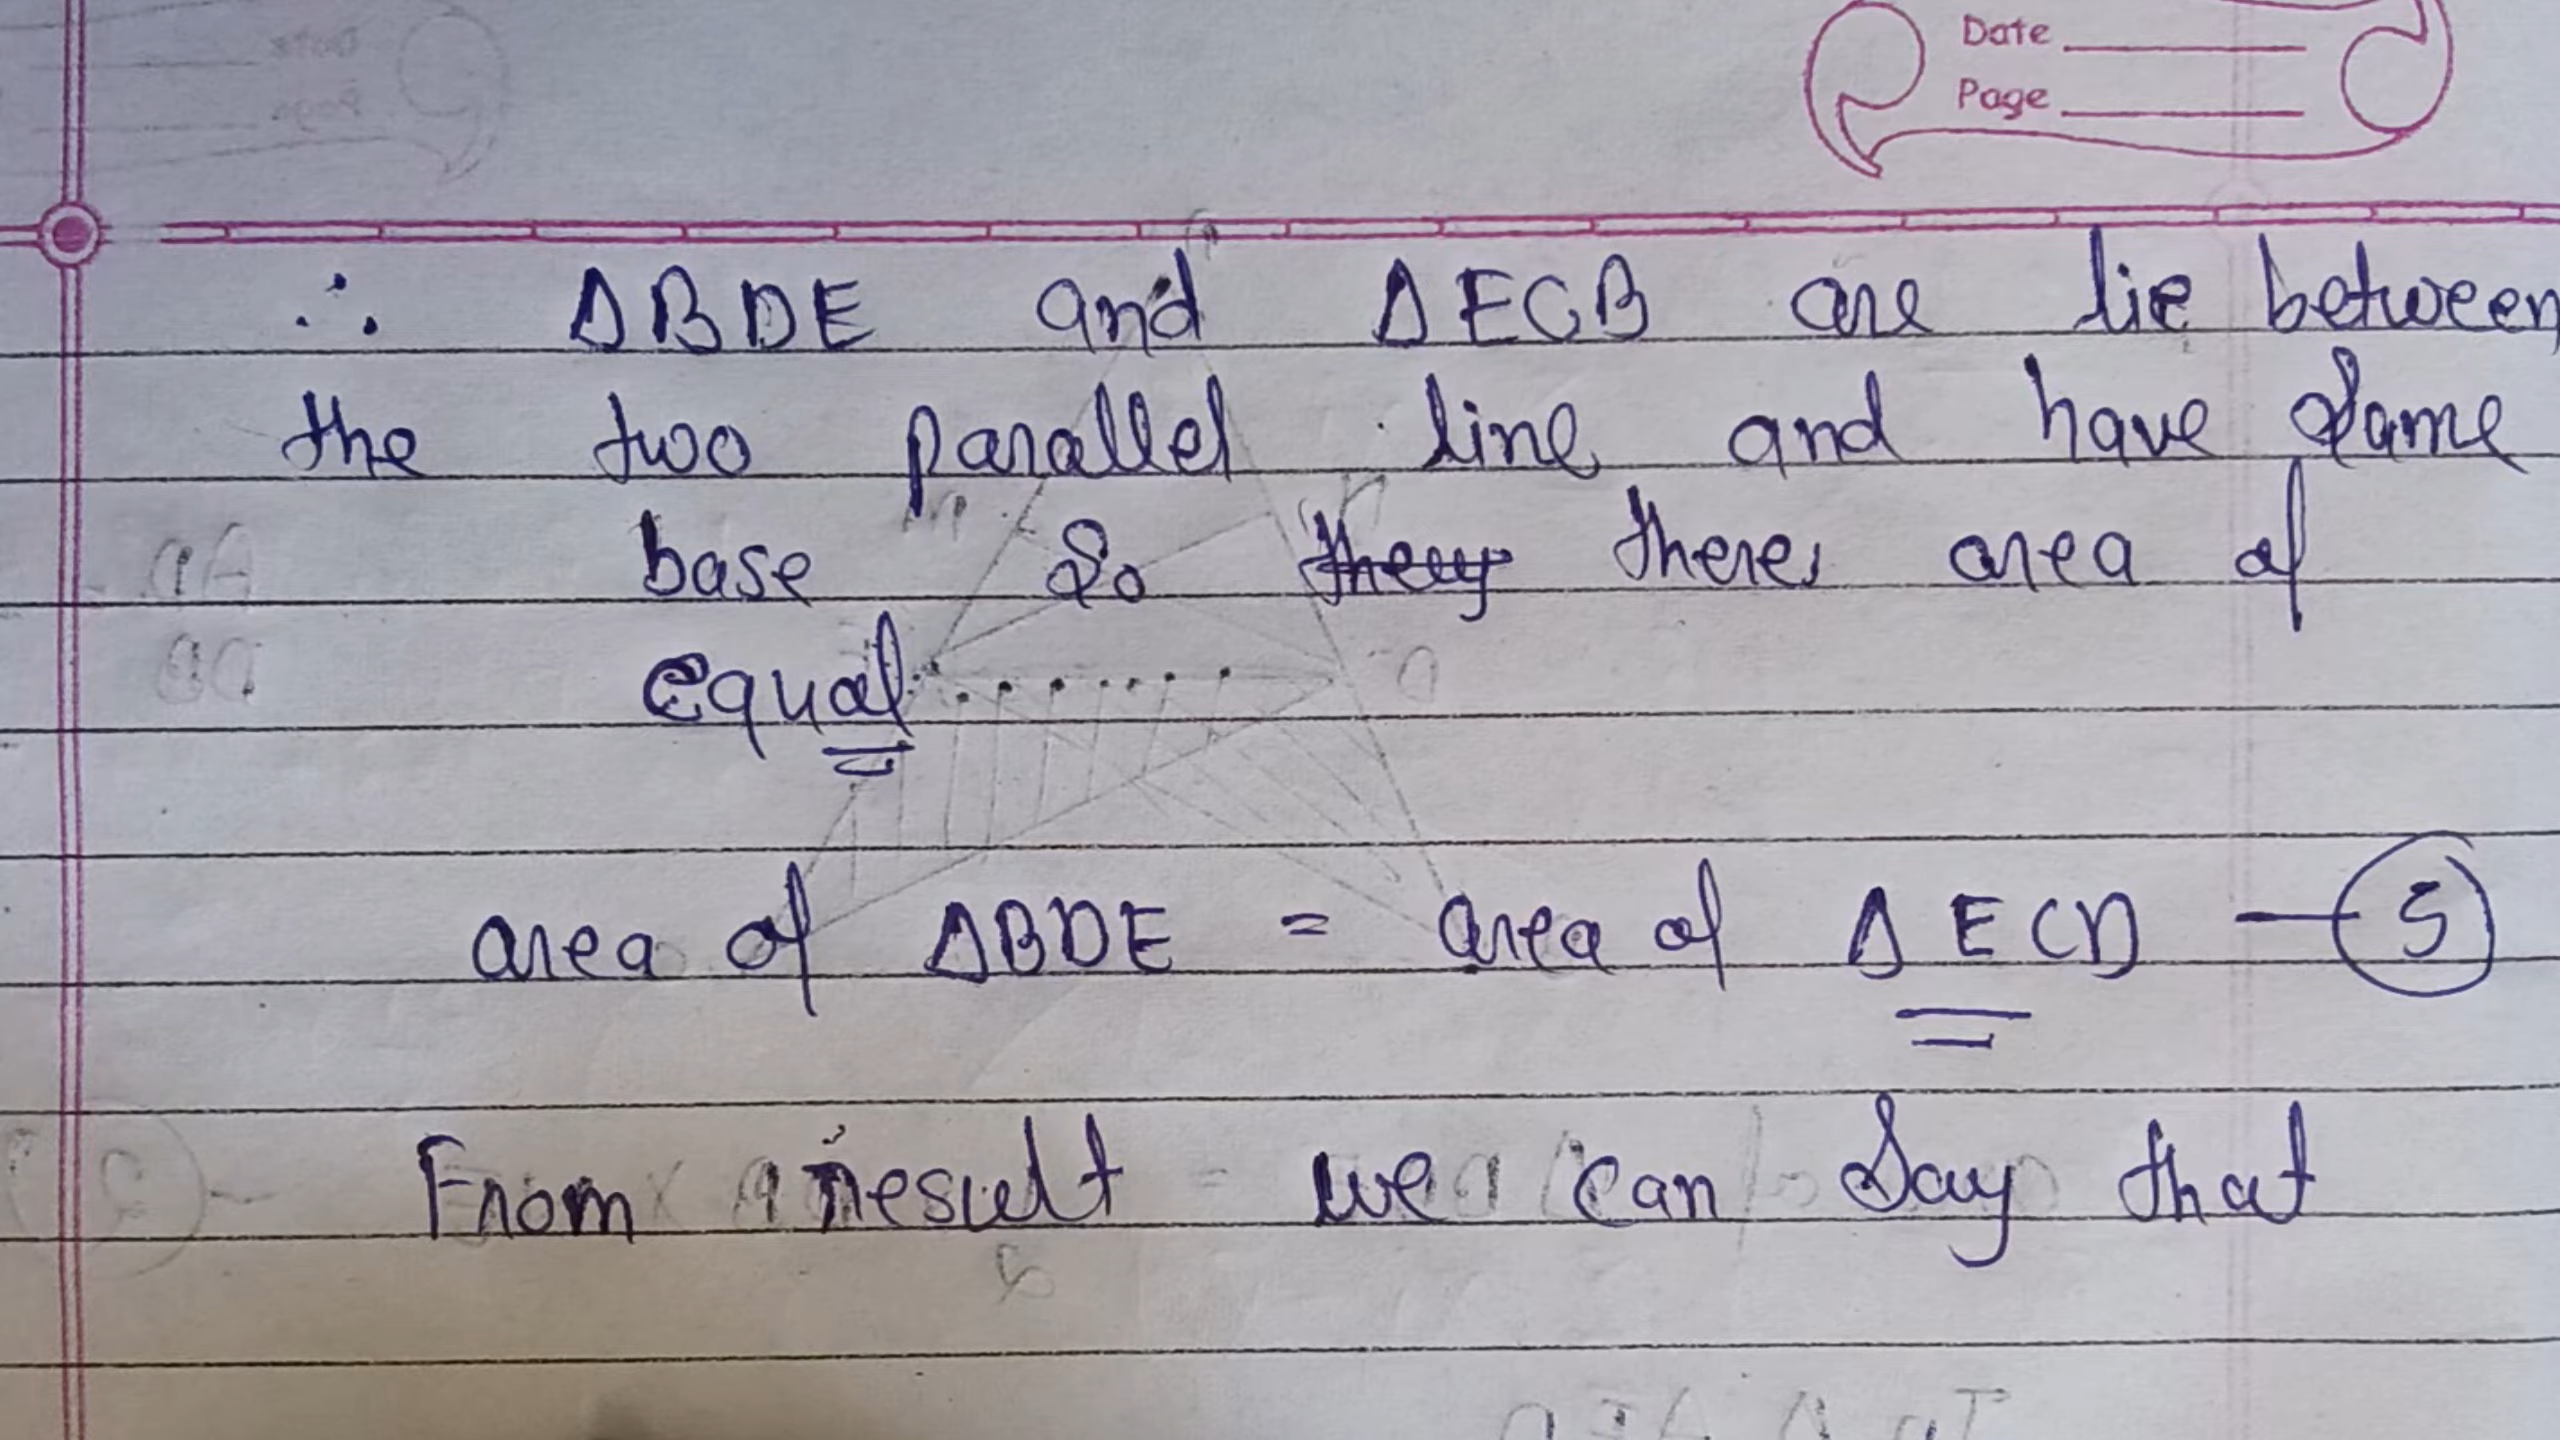 Date
Page
∴ ΔBDE and ΔECB are lie between
the two parallel line and have same
base so they there area of
equal
area of ΔBDE = area of ΔECD — 5
From result we can say that